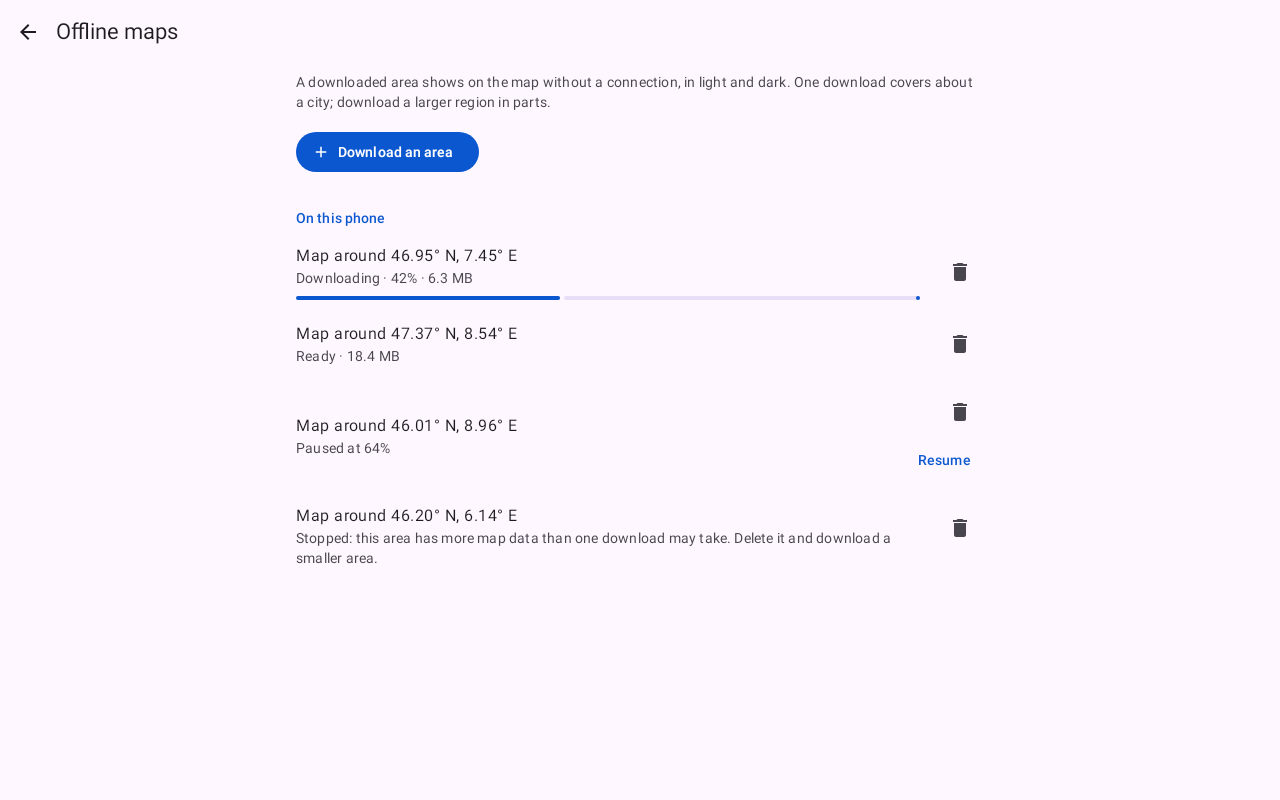 Offline maps
A downloaded area shows on the map without a connection, in light and dark. One download covers about
a city; download a larger region in parts.
Download an area
On this phone
Map around 46.95° N, 7.45° E
Downloading · 42% · 6.3 MB
Map around 47.37° N, 8.54° E
Ready · 18.4 MB
Map around 46.01° N, 8.96° E
Paused at 64%
Resume
Map around 46.20° N, 6.14° E
Stopped: this area has more map data than one download may take. Delete it and download a
smaller area.